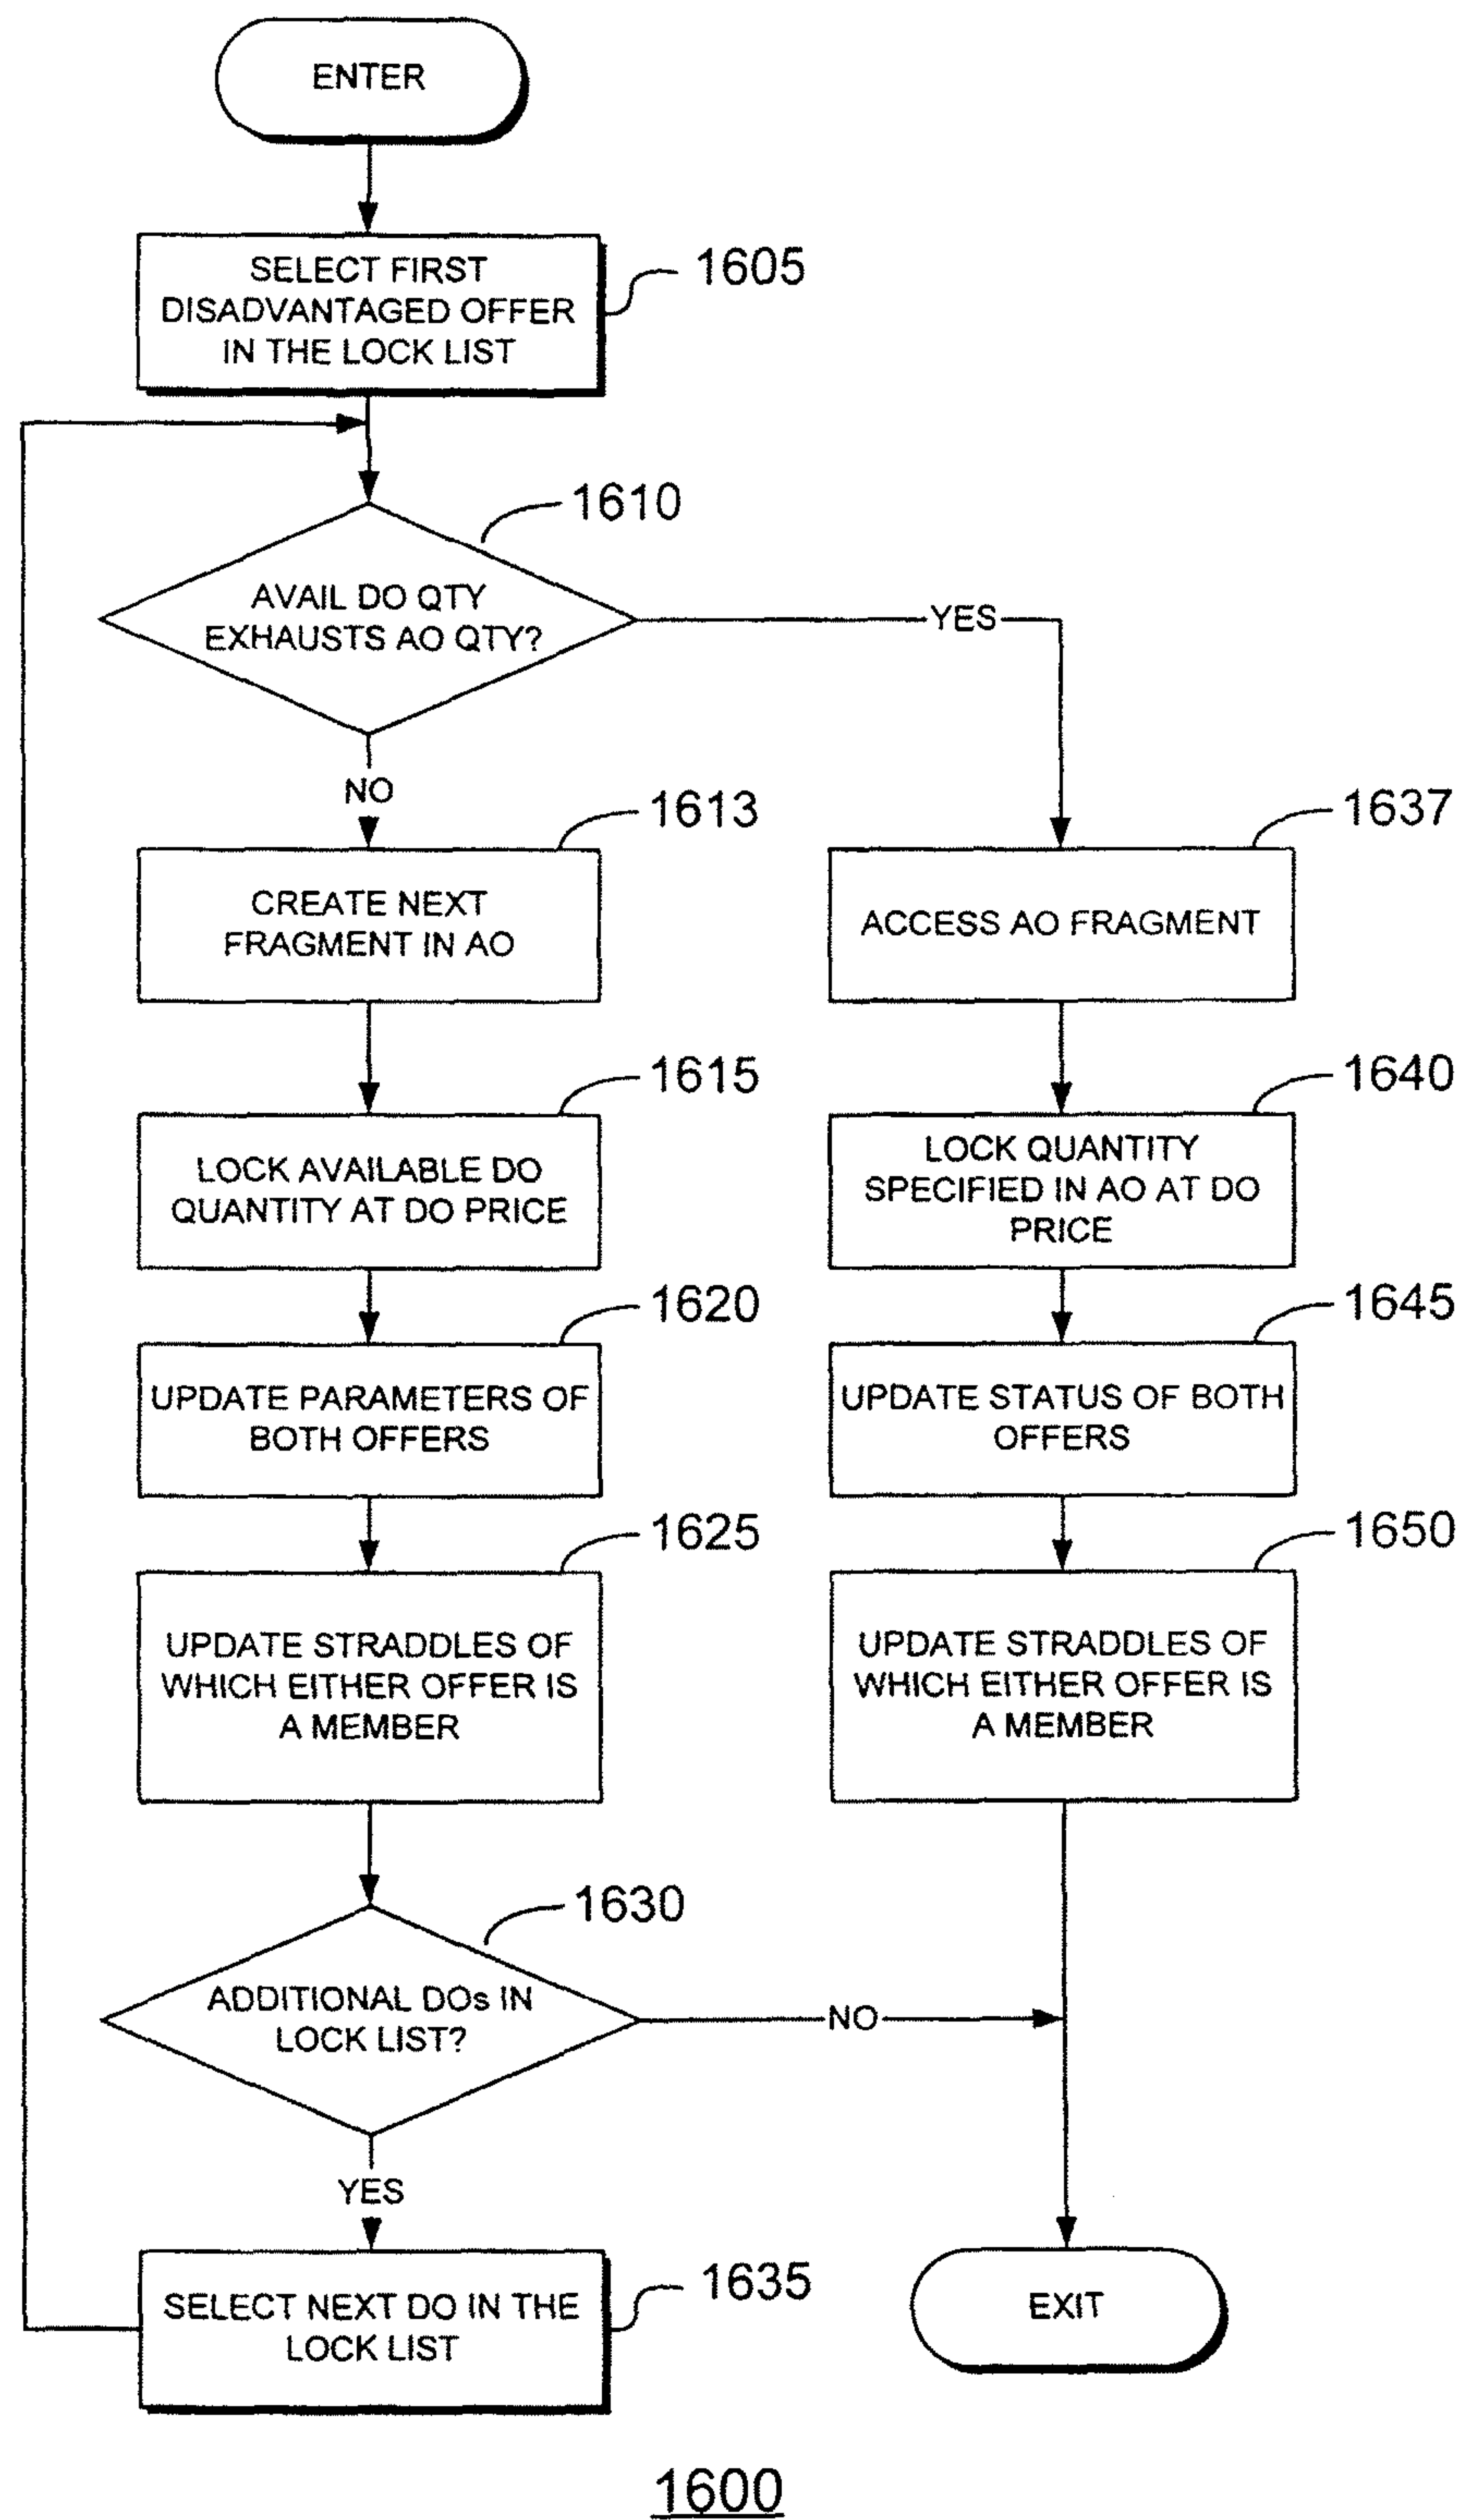 ENTER
SELECT FIRST
DISADVANTAGED OFFER
IN THE LOCK LIST
1605
1610
AVAIL DO QTY
EXHAUSTS AO QTY?
YES
NO
1613
CREATE NEXT
FRAGMENT IN AO
1637
ACCESS AO FRAGMENT
1615
LOCK AVAILABLE DO
QUANTITY AT DO PRICE
1640
LOCK QUANTITY
SPECIFIED IN AO AT DO
PRICE
1620
UPDATE PARAMETERS OF
BOTH OFFERS
1645
UPDATE STATUS OF BOTH
OFFERS
1625
UPDATE STRADDLES OF
WHICH EITHER OFFER IS
A MEMBER
1650
UPDATE STRADDLES OF
WHICH EITHER OFFER IS
A MEMBER
1630
ADDITIONAL DOs IN
LOCK LIST?
NO
YES
1635
SELECT NEXT DO IN THE
LOCK LIST
EXIT
1600